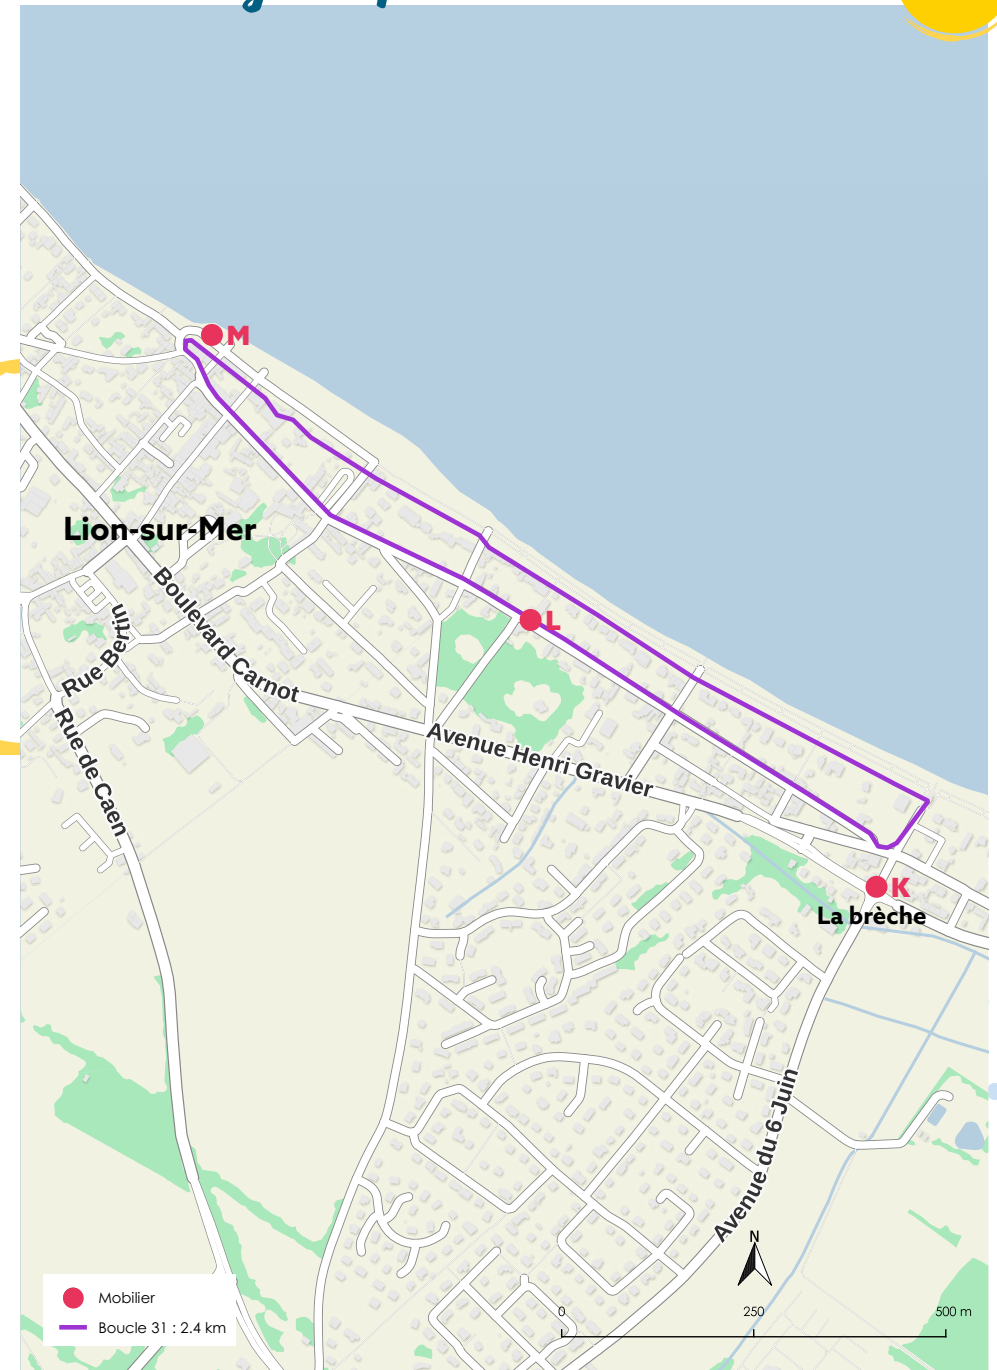 M
Lion-sur-Mer
L
Boulevard Carnot
Rue Bertin
Rue de Caen
Avenue Henri Gravier
K
La brèche
Avenue du 6 Juin
N
Mobilier
Boucle 31 : 2.4 km
0 250 500 m